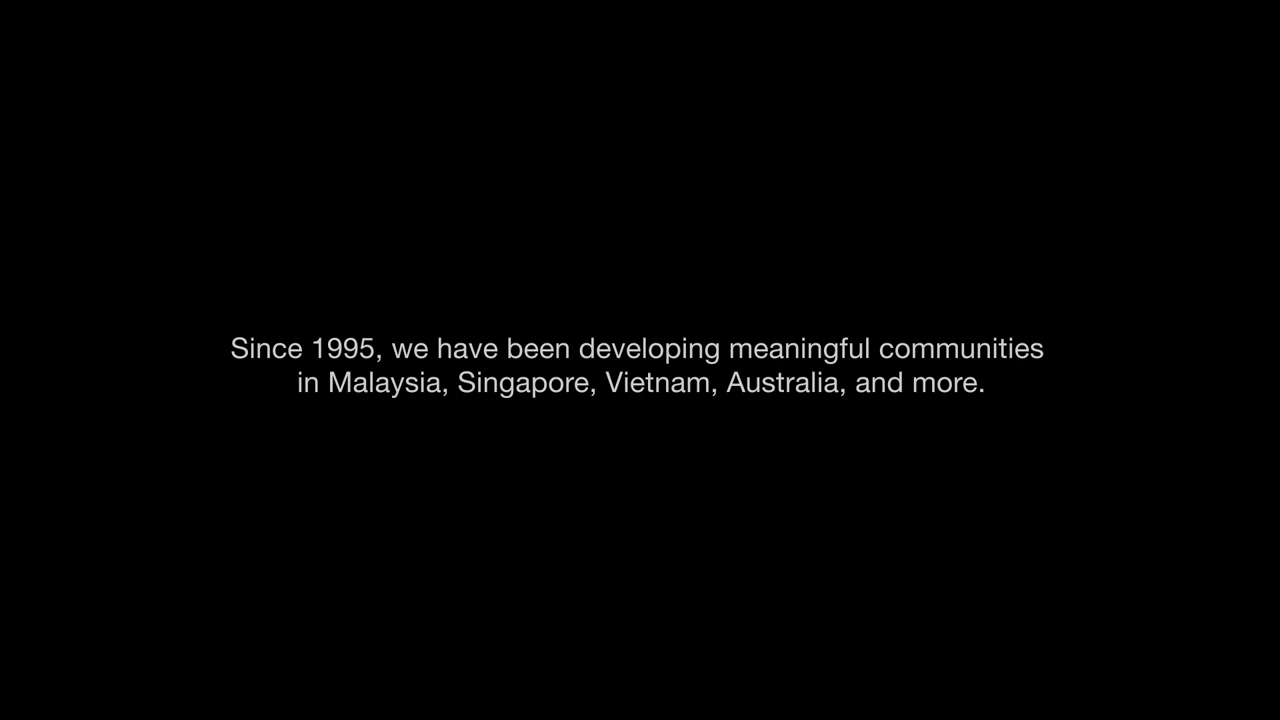 Since 1995, we have been developing meaningful communities
in Malaysia, Singapore, Vietnam, Australia, and more.